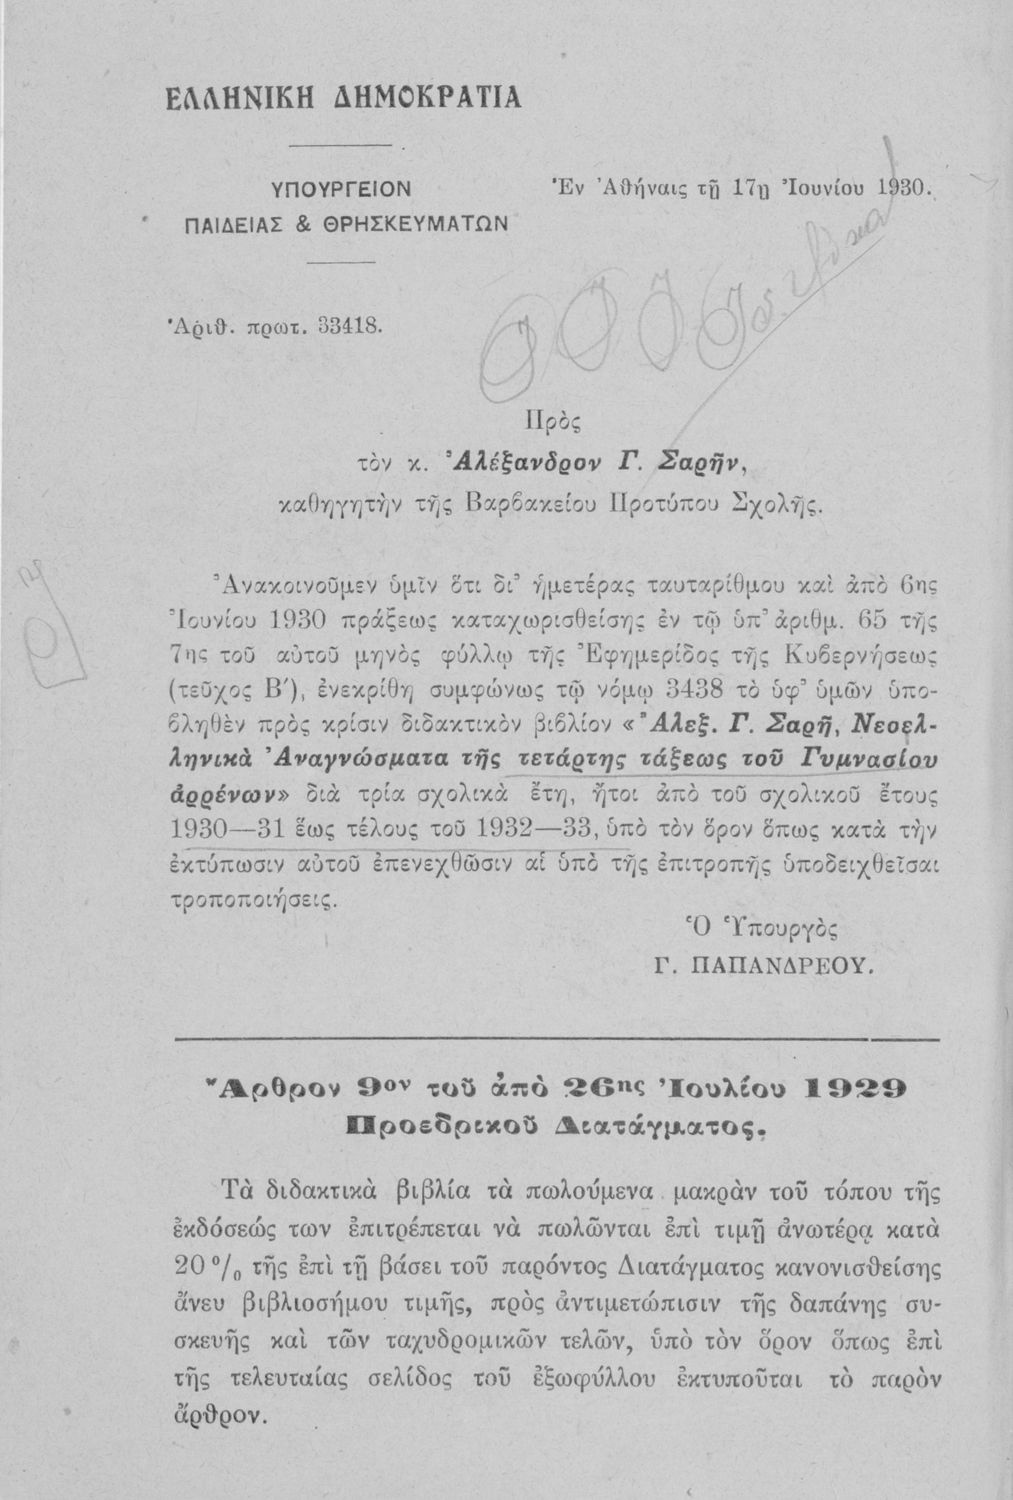 ΕΛΛΗΝΙΚΗ ΔΗΜΟΚΡΑΤΙΑ
ΥΠΟΥΡΓΕΙΟΝ
ΠΑΙΔΕΙΑΣ & ΘΡΗΣΚΕΥΜΑΤΩΝ
Ἐν Ἀθήναις τῇ 17ῃ Ἰουνίου 1930.
Ἀριθ. πρωτ. 33418.
Πρὸς
τὸν κ. Ἀλέξανδρον Γ. Σαρῆν,
καθηγητὴν τῆς Βαρβακείου Προτύπου Σχολῆς.
Ἀνακοινοῦμεν ὑμῖν ὅτι δι' ἡμετέρας ταυταρίθμου καὶ ἀπὸ 6ης
Ἰουνίου 1930 πράξεως καταχωρισθείσης ἐν τῷ ὑπ' ἀριθμ. 65 τῆς
7ης τοῦ αὐτοῦ μηνὸς φύλλῳ τῆς Ἐφημερίδος τῆς Κυβερνήσεως
(τεῦχος Β'), ἐνεκρίθη συμφώνως τῷ νόμῳ 3438 τὸ ὑφ' ὑμῶν ὑπο-
βληθὲν πρὸς κρίσιν διδακτικὸν βιβλίον «Ἀλεξ. Γ. Σαρῆ, Νεοελ-
ληνικὰ Ἀναγνώσματα τῆς τετάρτης τάξεως τοῦ Γυμνασίου
ἀρρένων» διὰ τρία σχολικὰ ἔτη, ἤτοι ἀπὸ τοῦ σχολικοῦ ἔτους
1930—31 ἕως τέλους τοῦ 1932—33, ὑπὸ τὸν ὅρον ὅπως κατὰ τὴν
ἐκτύπωσιν αὐτοῦ ἐπενεχθῶσιν αἱ ὑπὸ τῆς ἐπιτροπῆς ὑποδειχθεῖσαι
τροποποιήσεις.
Ὁ Ὑπουργὸς
Γ. ΠΑΠΑΝΔΡΕΟΥ.
Ἄρθρον 9ον τοῦ ἀπὸ 26ης Ἰουλίου 1929
Προεδρικοῦ Διατάγματος.
Τὰ διδακτικὰ βιβλία τὰ πωλούμενα μακρὰν τοῦ τόπου τῆς
ἐκδόσεώς των ἐπιτρέπεται νὰ πωλῶνται ἐπὶ τιμῇ ἀνωτέρᾳ κατὰ
20 % τῆς ἐπὶ τῇ βάσει τοῦ παρόντος Διατάγματος κανονισθείσης
ἄνευ βιβλιοσήμου τιμῆς, πρὸς ἀντιμετώπισιν τῆς δαπάνης συ-
σκευῆς καὶ τῶν ταχυδρομικῶν τελῶν, ὑπὸ τὸν ὅρον ὅπως ἐπὶ
τῆς τελευταίας σελίδος τοῦ ἐξωφύλλου ἐκτυποῦται τὸ παρὸν
ἄρθρον.